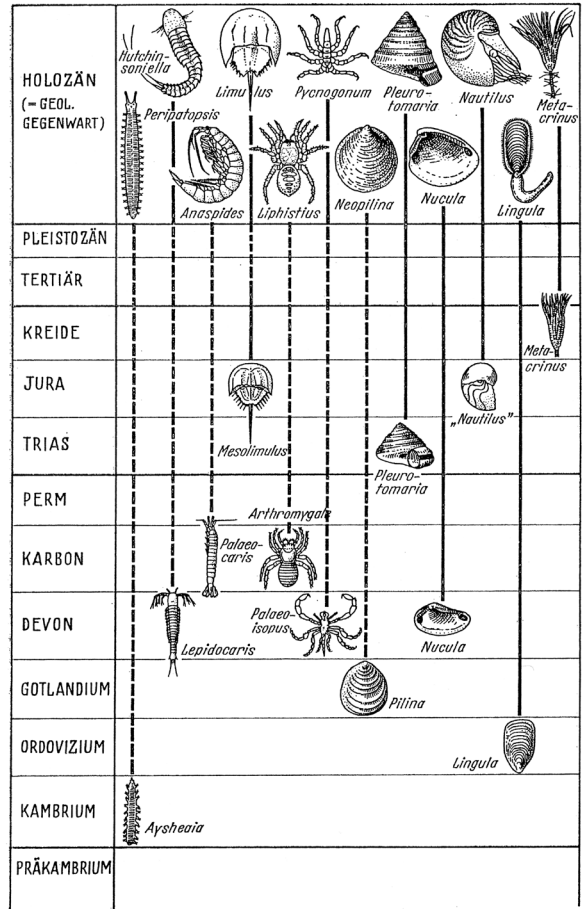 HOLOZÄN
(= GEOL.
GEGENWART)
Hutchin-
soniella
Limulus
Pycnogonum
Pleuro-
tomaria
Nautilus
Meta-
crinus
Peripatopsis
Anaspides
Liphistius
Neopilina
Nucula
Lingula
PLEISTOZÄN
TERTIÄR
KREIDE
Meta-
crinus
JURA
Mesolimulus
„Nautilus”
TRIAS
Pleuro-
tomaria
PERM
Arthromygale
KARBON
Palaeo-
caris
DEVON
Lepidocaris
Palaeo-
isopus
Nucula
GOTLANDIUM
Pilina
ORDOVIZIUM
Lingula
KAMBRIUM
Aysheaia
PRÄKAMBRIUM